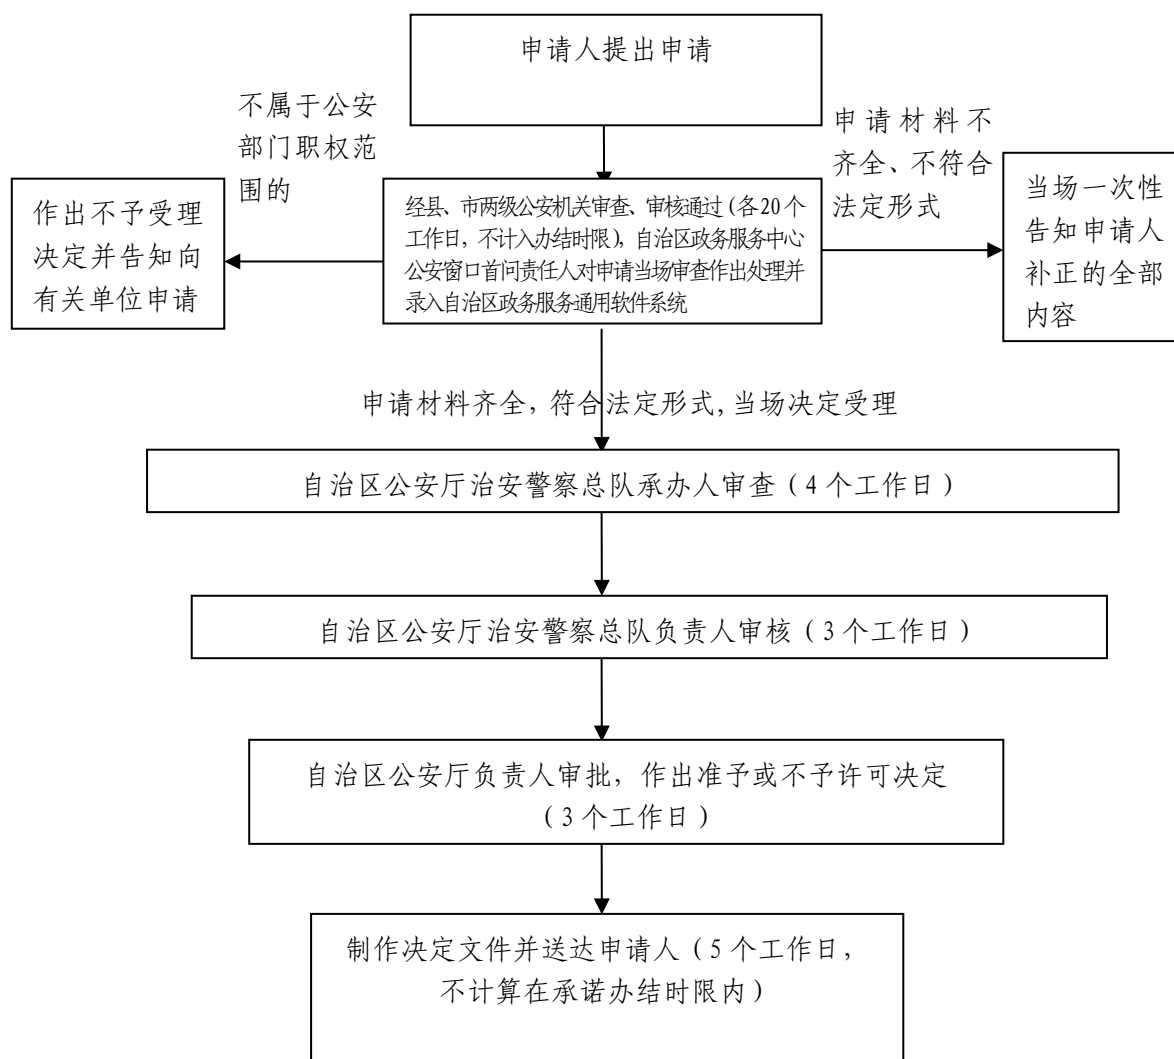 申请人提出申请
不属于公安
部门职权范
围的
申请材料不
齐全、不符合
法定形式
作出不予受理
决定并告知向
有关单位申请
经县、市两级公安机关审查、审核通过(各20个
工作日,不计入办结时限),自治区政务服务中心
公安窗口首问责任人对申请当场审查作出处理并
录入自治区政务服务通用软件系统
当场一次性
告知申请人
补正的全部
内容
申请材料齐全,符合法定形式,当场决定受理
自治区公安厅治安警察总队承办人审查(4个工作日)
自治区公安厅治安警察总队负责人审核(3个工作日)
自治区公安厅负责人审批,作出准予或不予许可决定
(3个工作日)
制作决定文件并送达申请人(5个工作日,
不计算在承诺办结时限内)